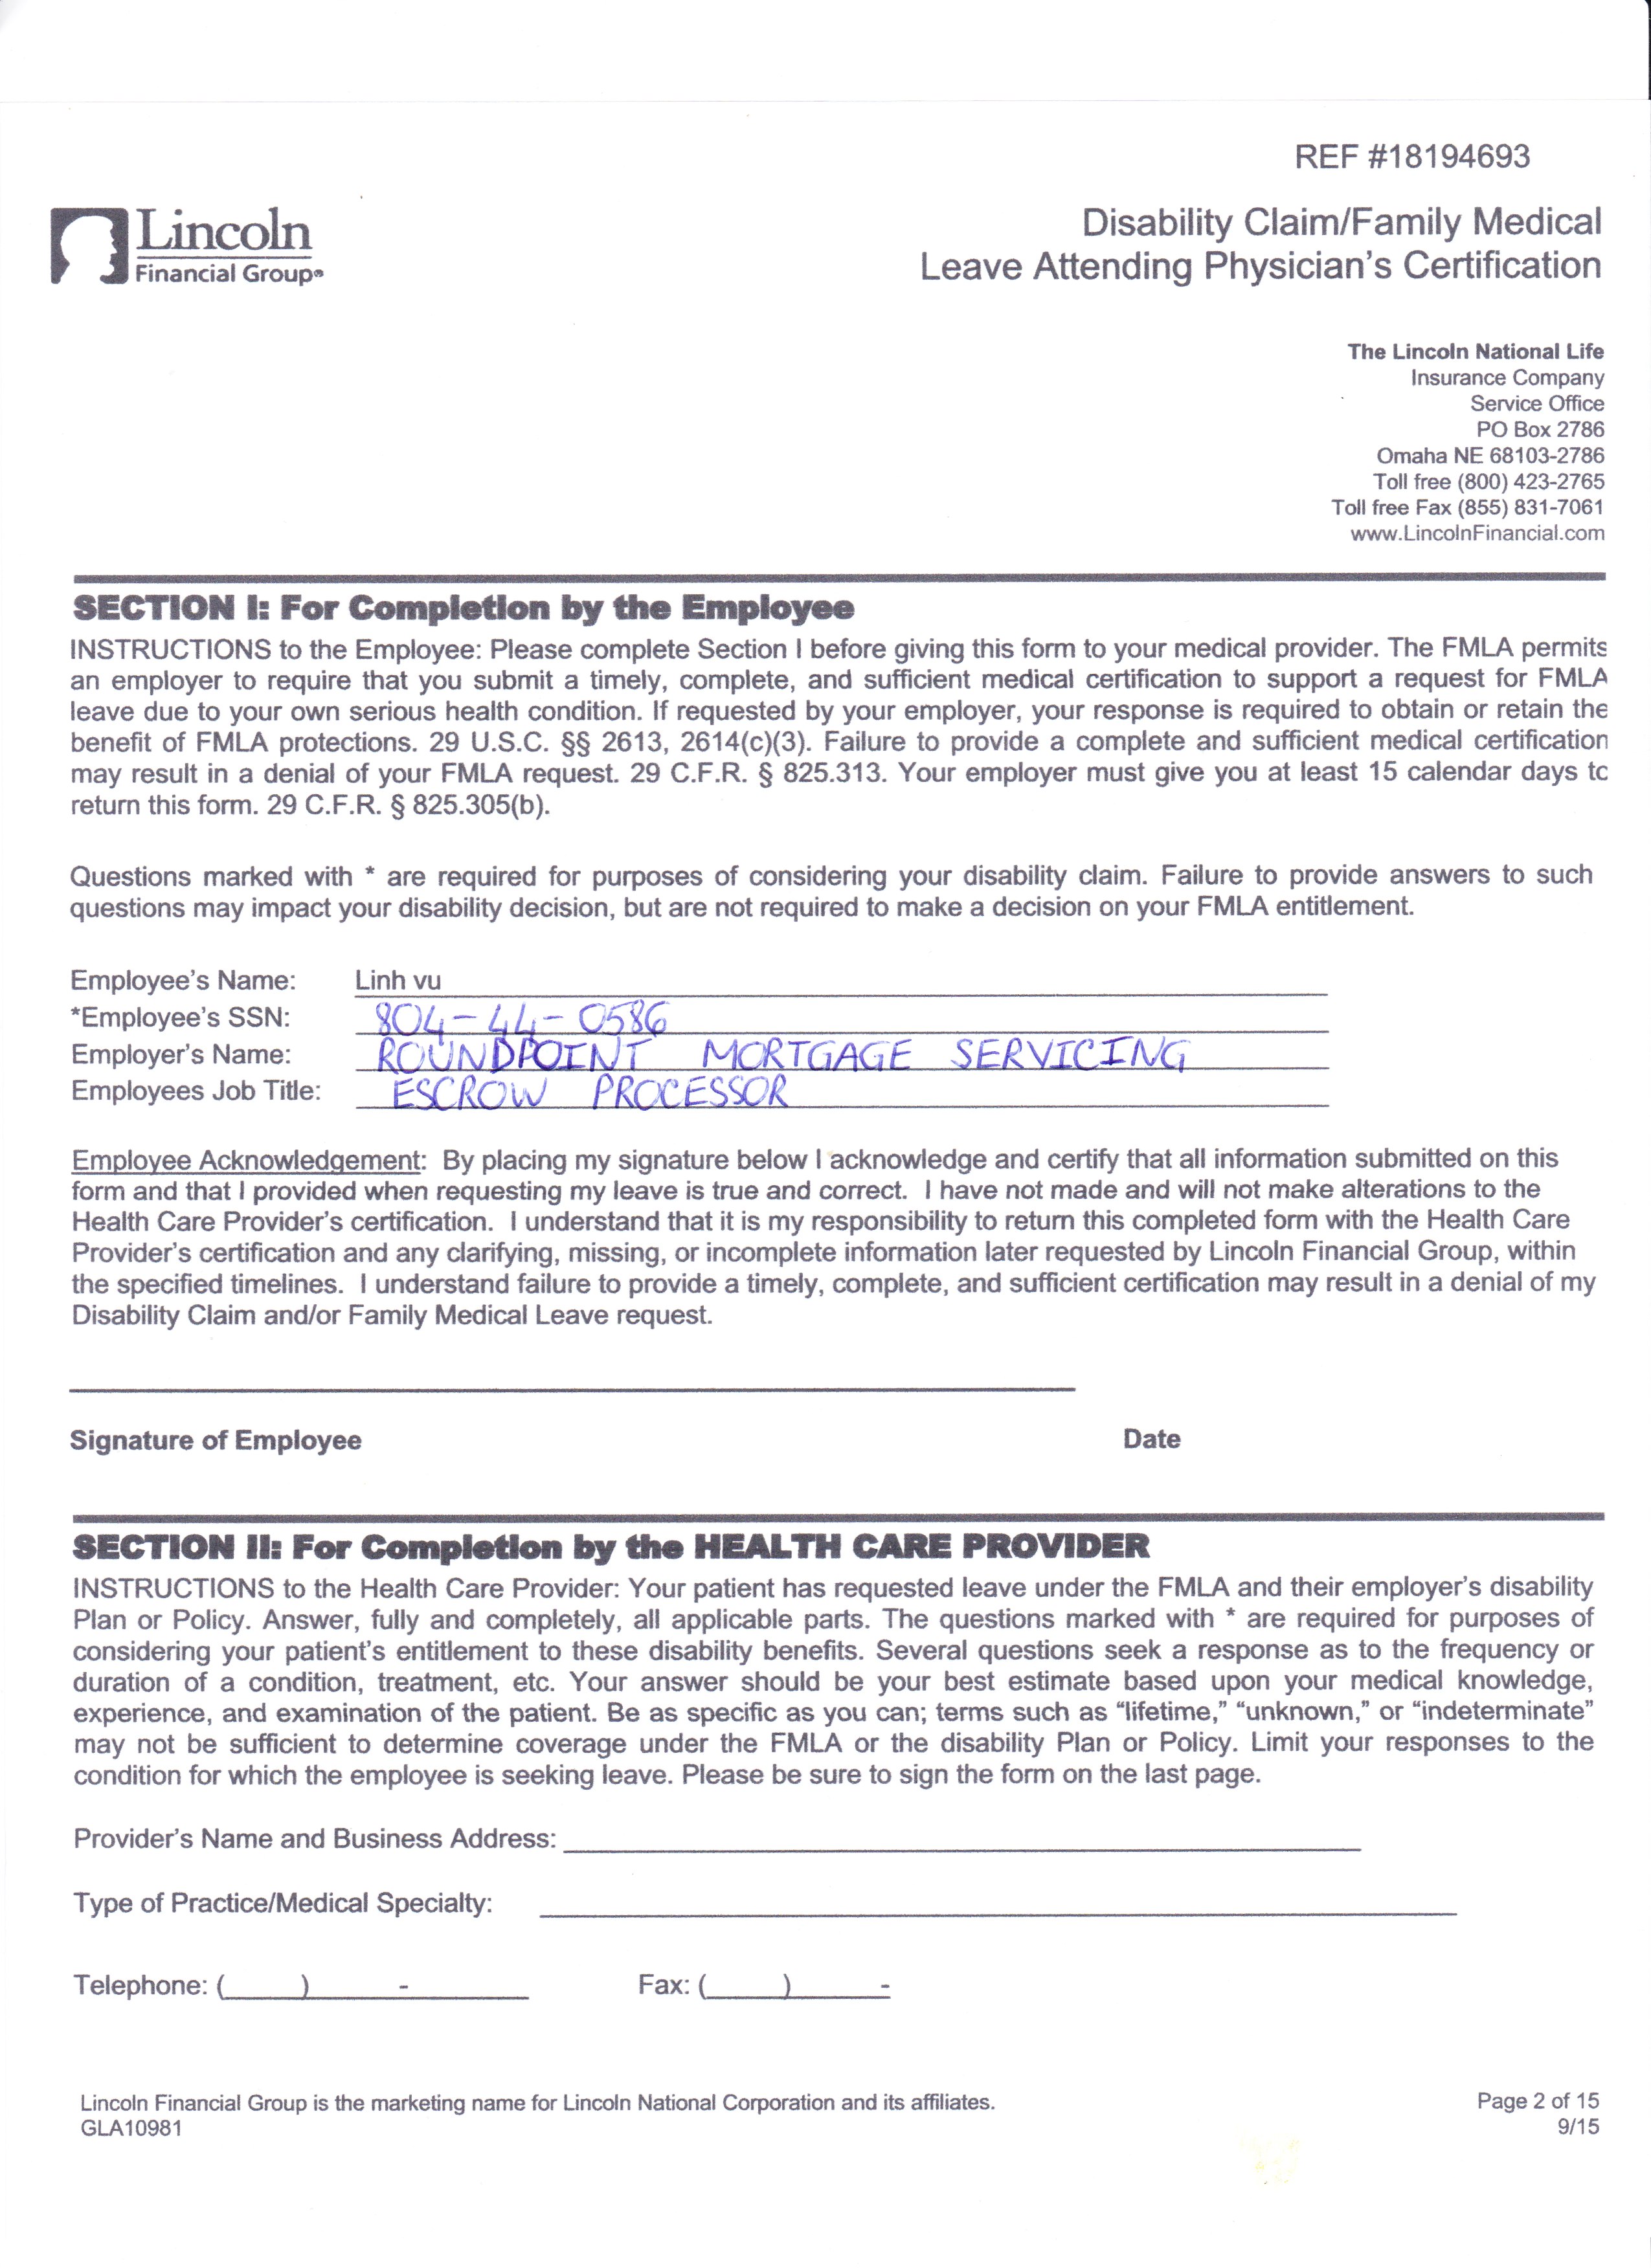 REF #18194693
Lincoln
Financial Group®
Disability Claim/Family Medical
Leave Attending Physician's Certification
The Lincoln National Life
Insurance Company
Service Office
PO Box 2786
Omaha NE 68103-2786
Toll free (800) 423-2765
Toll free Fax (855) 831-7061
www.LincolnFinancial.com
SECTION I: For Completion by the Employee
INSTRUCTIONS to the Employee: Please complete Section I before giving this form to your medical provider. The FMLA permits
an employer to require that you submit a timely, complete, and sufficient medical certification to support a request for FMLA
leave due to your own serious health condition. If requested by your employer, your response is required to obtain or retain the
benefit of FMLA protections. 29 U.S.C. §§ 2613, 2614(c)(3). Failure to provide a complete and sufficient medical certification
may result in a denial of your FMLA request. 29 C.F.R. § 825.313. Your employer must give you at least 15 calendar days to
return this form. 29 C.F.R. § 825.305(b).
Questions marked with * are required for purposes of considering your disability claim. Failure to provide answers to such
questions may impact your disability decision, but are not required to make a decision on your FMLA entitlement.
Employee's Name: Linh vu
*Employee's SSN: 804-44-0586
Employer's Name: ROUNDPOINT MORTGAGE SERVICING
Employees Job Title: ESCROW PROCESSOR
Employee Acknowledgement: By placing my signature below I acknowledge and certify that all information submitted on this
form and that I provided when requesting my leave is true and correct. I have not made and will not make alterations to the
Health Care Provider's certification. I understand that it is my responsibility to return this completed form with the Health Care
Provider's certification and any clarifying, missing, or incomplete information later requested by Lincoln Financial Group, within
the specified timelines. I understand failure to provide a timely, complete, and sufficient certification may result in a denial of my
Disability Claim and/or Family Medical Leave request.
Signature of Employee Date
SECTION II: For Completion by the HEALTH CARE PROVIDER
INSTRUCTIONS to the Health Care Provider: Your patient has requested leave under the FMLA and their employer's disability
Plan or Policy. Answer, fully and completely, all applicable parts. The questions marked with * are required for purposes of
considering your patient's entitlement to these disability benefits. Several questions seek a response as to the frequency or
duration of a condition, treatment, etc. Your answer should be your best estimate based upon your medical knowledge,
experience, and examination of the patient. Be as specific as you can; terms such as “lifetime,” “unknown,” or “indeterminate”
may not be sufficient to determine coverage under the FMLA or the disability Plan or Policy. Limit your responses to the
condition for which the employee is seeking leave. Please be sure to sign the form on the last page.
Provider's Name and Business Address:
Type of Practice/Medical Specialty:
Telephone: ( ) - Fax: ( ) -
Lincoln Financial Group is the marketing name for Lincoln National Corporation and its affiliates.
GLA10981
Page 2 of 15
9/15